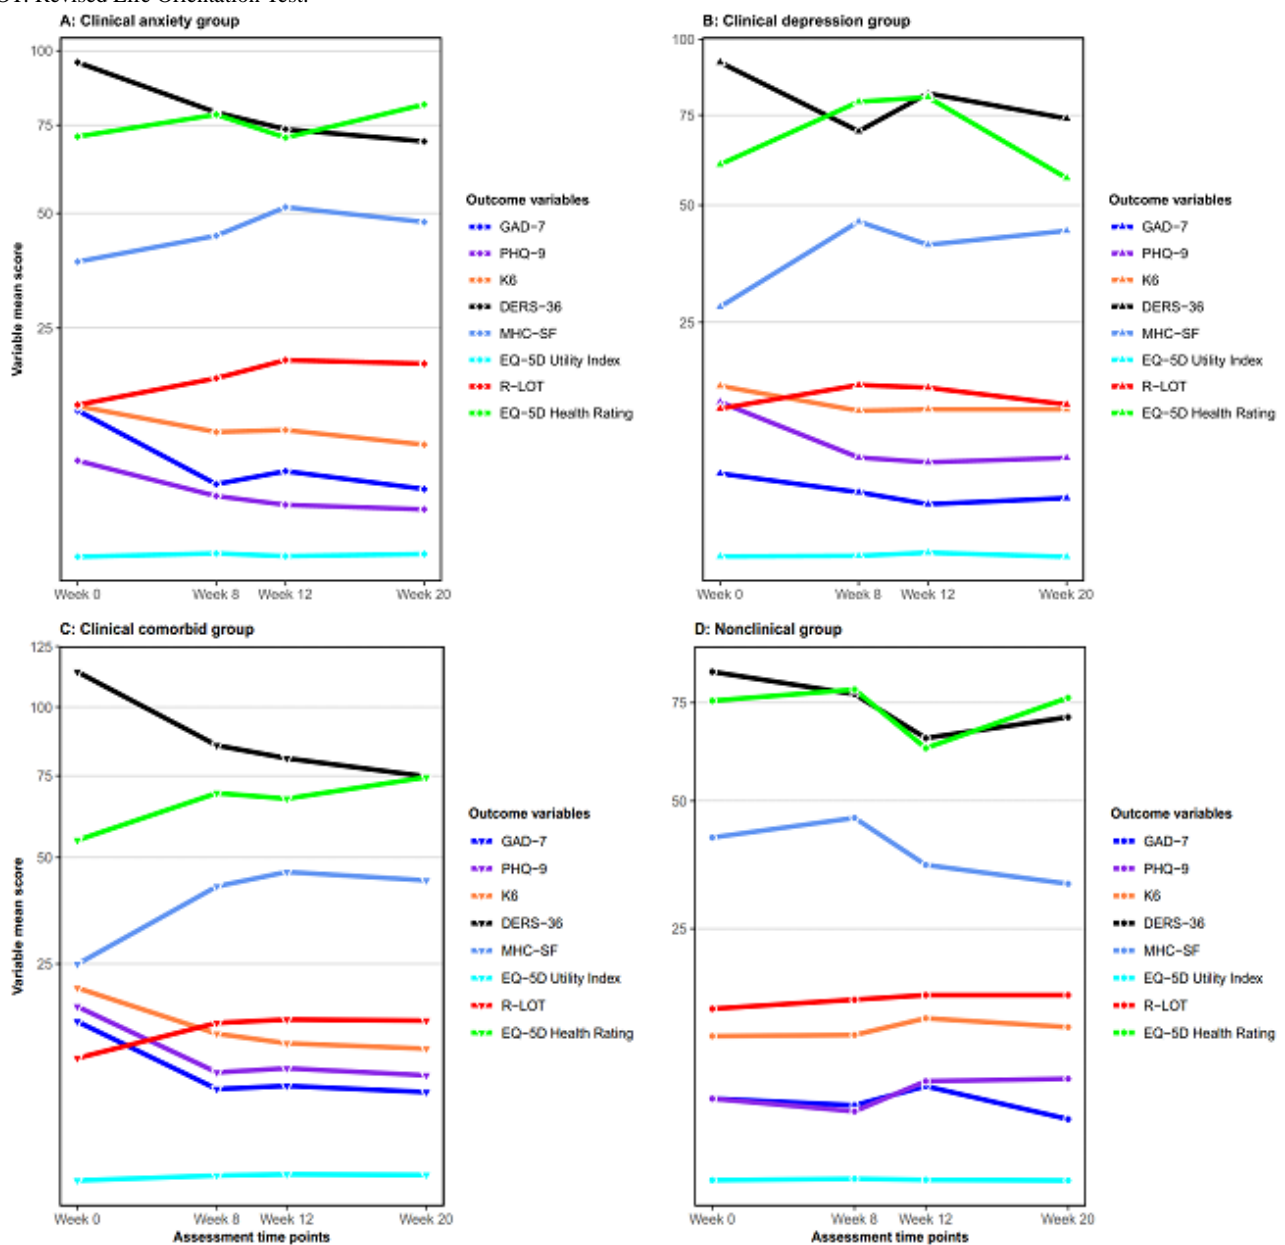 OT: Revised Life Orientation Test.
A: Clinical anxiety group
100
75
50
25
Variable mean score
Week 0 Week 8 Week 12 Week 20
Outcome variables
GAD-7
PHQ-9
K6
DERS-36
MHC-SF
EQ-5D Utility Index
R-LOT
EQ-5D Health Rating
B: Clinical depression group
100
75
50
25
Week 0 Week 8 Week 12 Week 20
Outcome variables
GAD-7
PHQ-9
K6
DERS-36
MHC-SF
EQ-5D Utility Index
R-LOT
EQ-5D Health Rating
C: Clinical comorbid group
125
100
75
50
25
Variable mean score
Week 0 Week 8 Week 12 Week 20
Assessment time points
Outcome variables
GAD-7
PHQ-9
K6
DERS-36
MHC-SF
EQ-5D Utility Index
R-LOT
EQ-5D Health Rating
D: Nonclinical group
75
50
25
Week 0 Week 8 Week 12 Week 20
Assessment time points
Outcome variables
GAD-7
PHQ-9
K6
DERS-36
MHC-SF
EQ-5D Utility Index
R-LOT
EQ-5D Health Rating